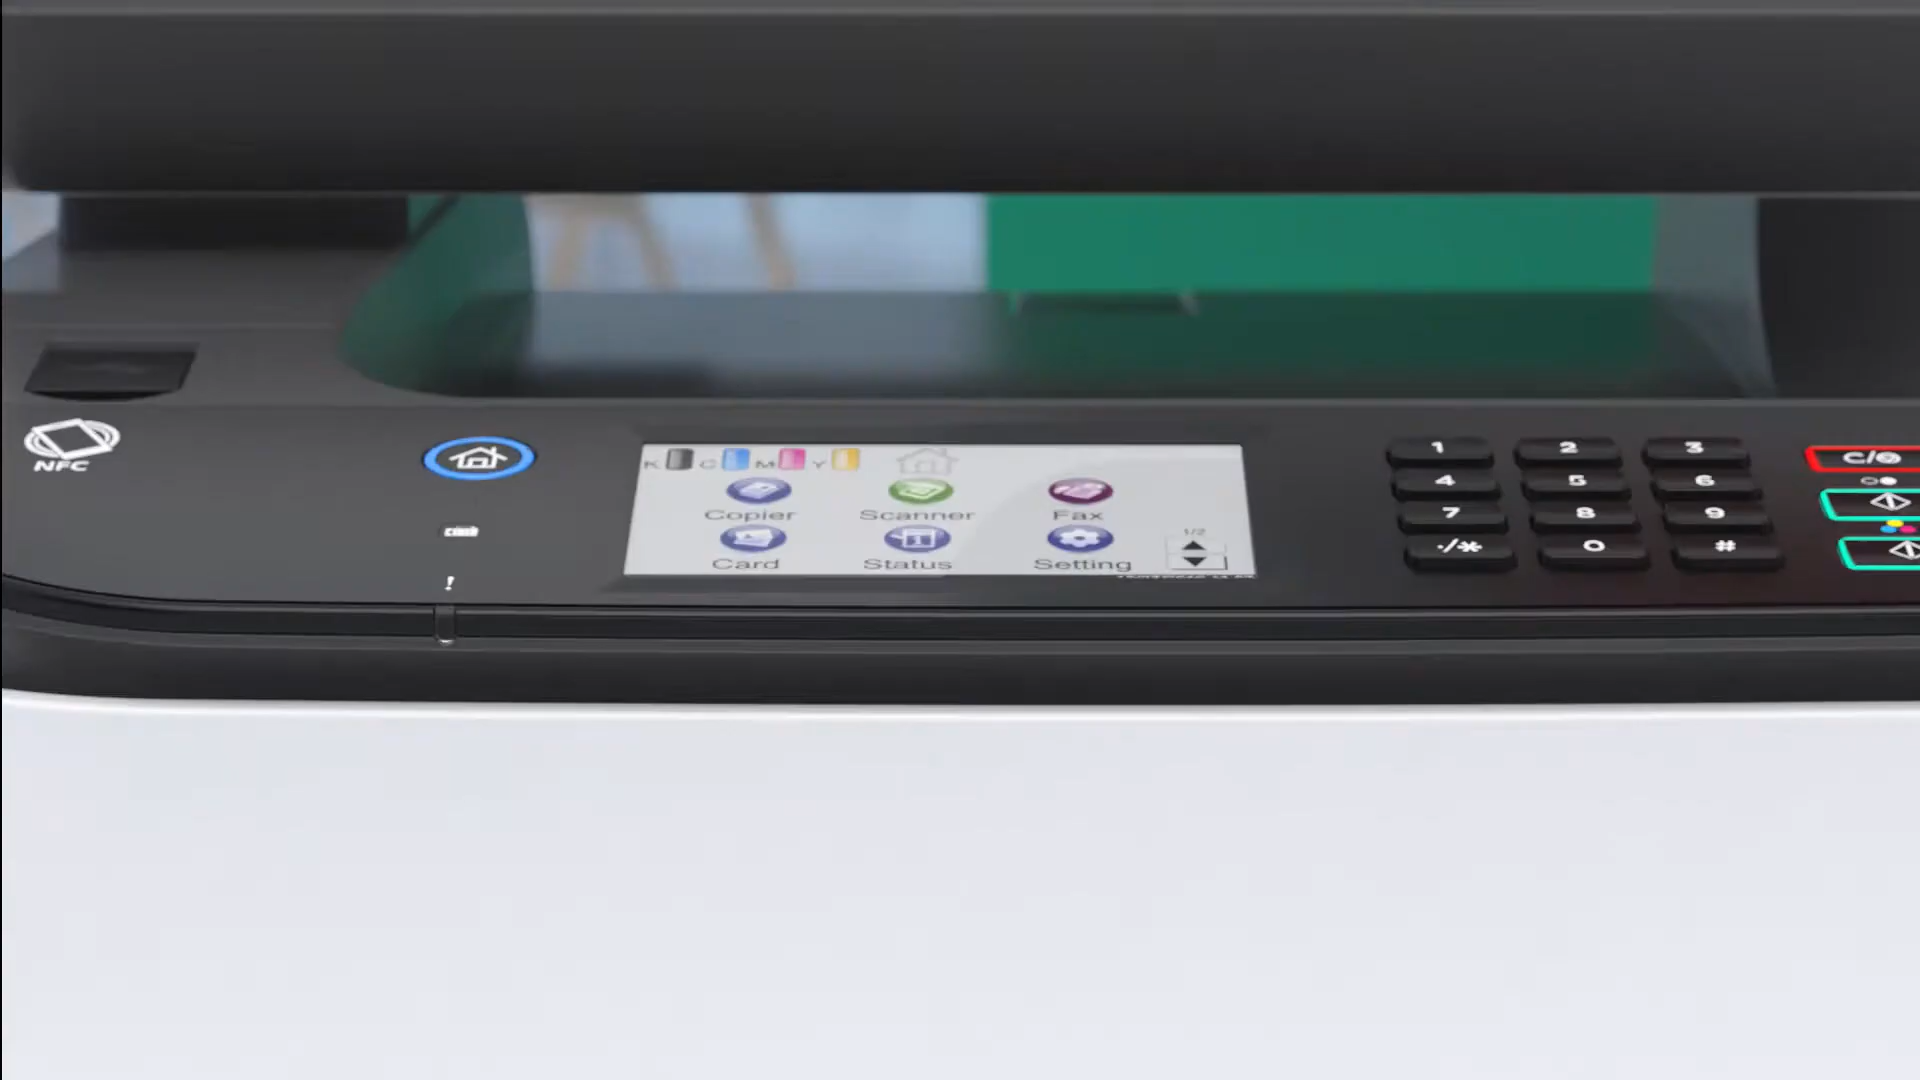 NFC
K C M Y
Copier Scanner Fax
1/2
Card Status Setting
!
1 2 3
4 5 6
7 8 9
·/* 0 #
C/